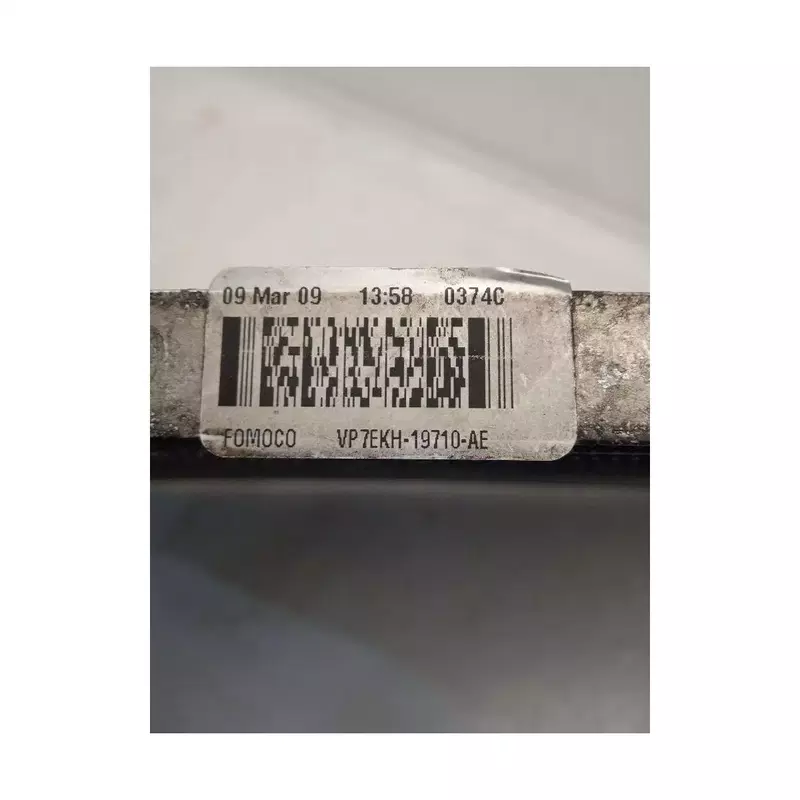 09 Mar 09 13:58 0374C
FOMOCO VP7EKH-19710-AE